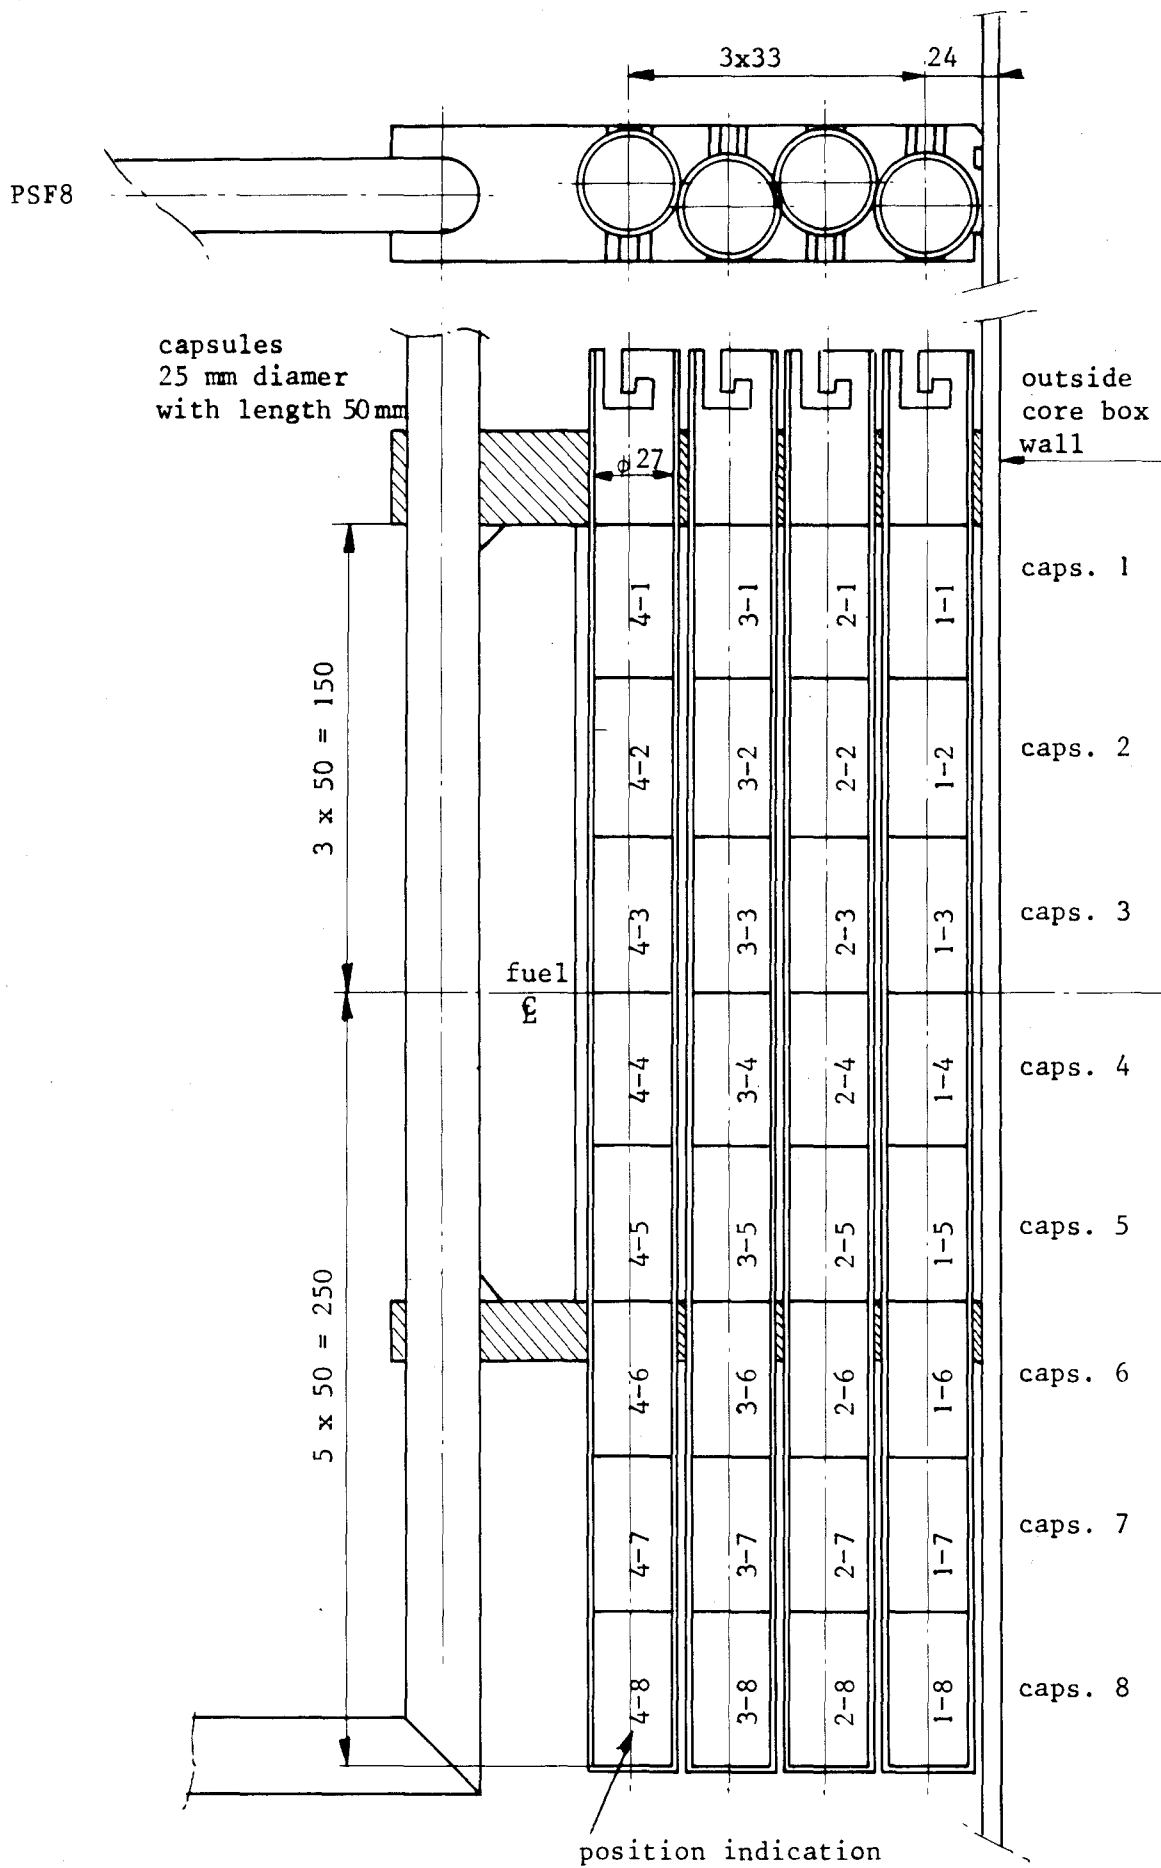 3x33
24
PSF8
capsules
25 mm diamer
with length 50mm
outside
core box
wall
ϕ 27
caps. 1
4-1
3-1
2-1
1-1
3 x 50 = 150
caps. 2
4-2
3-2
2-2
1-2
caps. 3
4-3
3-3
2-3
1-3
fuel
℄
caps. 4
4-4
3-4
2-4
1-4
caps. 5
4-5
3-5
2-5
1-5
5 x 50 = 250
caps. 6
4-6
3-6
2-6
1-6
caps. 7
4-7
3-7
2-7
1-7
caps. 8
4-8
3-8
2-8
1-8
position indication